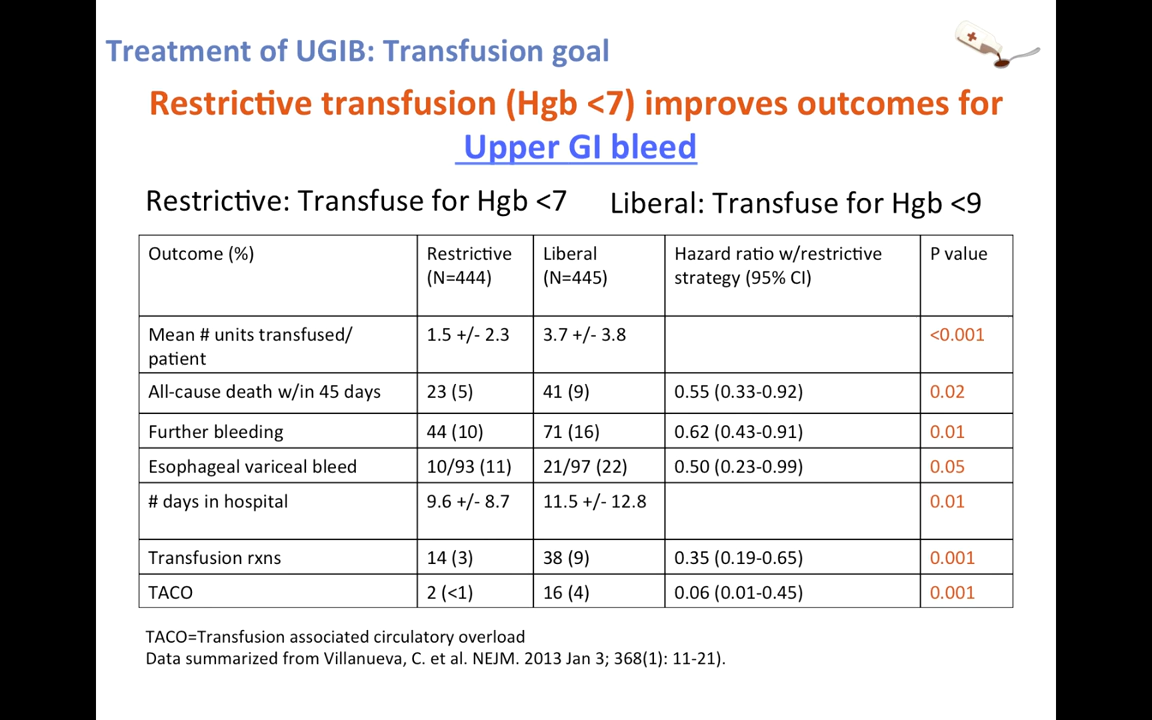 Treatment of UGIB: Transfusion goal
Restrictive transfusion (Hgb <7) improves outcomes for
Upper GI bleed
Restrictive: Transfuse for Hgb <7 Liberal: Transfuse for Hgb <9
Outcome (%) Restrictive (N=444) Liberal (N=445) Hazard ratio w/restrictive strategy (95% CI) P value
Mean # units transfused/ patient 1.5 +/- 2.3 3.7 +/- 3.8 <0.001
All-cause death w/in 45 days 23 (5) 41 (9) 0.55 (0.33-0.92) 0.02
Further bleeding 44 (10) 71 (16) 0.62 (0.43-0.91) 0.01
Esophageal variceal bleed 10/93 (11) 21/97 (22) 0.50 (0.23-0.99) 0.05
# days in hospital 9.6 +/- 8.7 11.5 +/- 12.8 0.01
Transfusion rxns 14 (3) 38 (9) 0.35 (0.19-0.65) 0.001
TACO 2 (<1) 16 (4) 0.06 (0.01-0.45) 0.001
TACO=Transfusion associated circulatory overload
Data summarized from Villanueva, C. et al. NEJM. 2013 Jan 3; 368(1): 11-21).